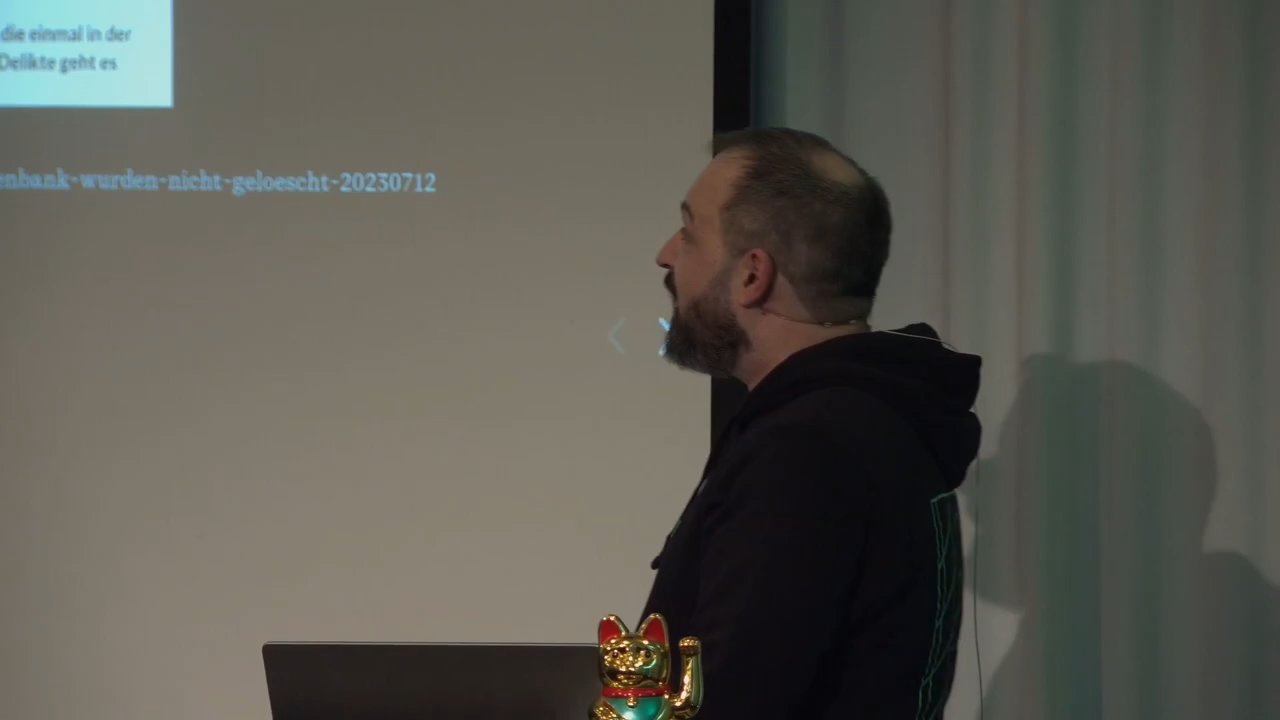 die einmal in der
Delikte geht es
enbank-wurden-nicht-geloescht-20230712